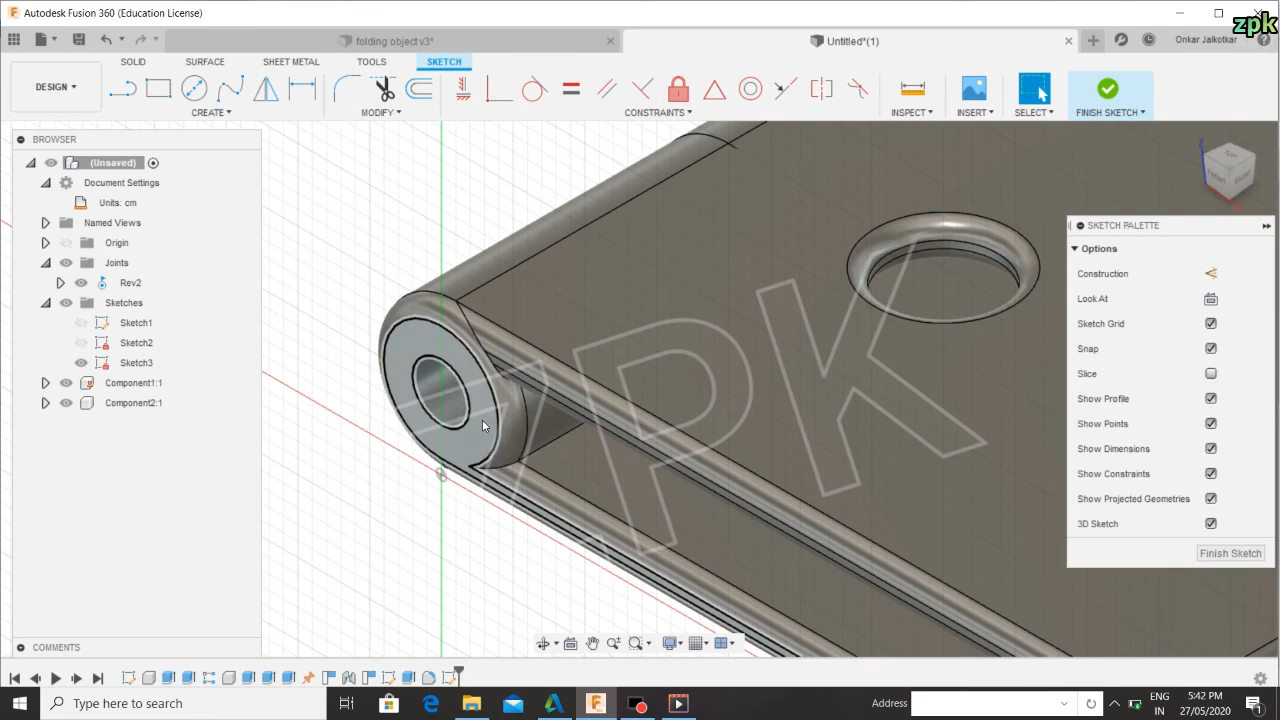 Autodesk Fusion 360 (Education License)
zpk
folding object v3*
Untitled*(1)
Onkar Jalkotkar
DESIGN
SOLID
SURFACE
SHEET METAL
TOOLS
SKETCH
CREATE
MODIFY
CONSTRAINTS
INSPECT
INSERT
SELECT
FINISH SKETCH
BROWSER
(Unsaved)
Document Settings
Units: cm
Named Views
Origin
Joints
Rev2
Sketches
Sketch1
Sketch2
Sketch3
Component1:1
Component2:1
ZPK
SKETCH PALETTE
Options
Construction
Look At
Sketch Grid
Snap
Slice
Show Profile
Show Points
Show Dimensions
Show Constraints
Show Projected Geometries
3D Sketch
Finish Sketch
COMMENTS
Type here to search
Address
ENG
IN
5:42 PM
27/05/2020